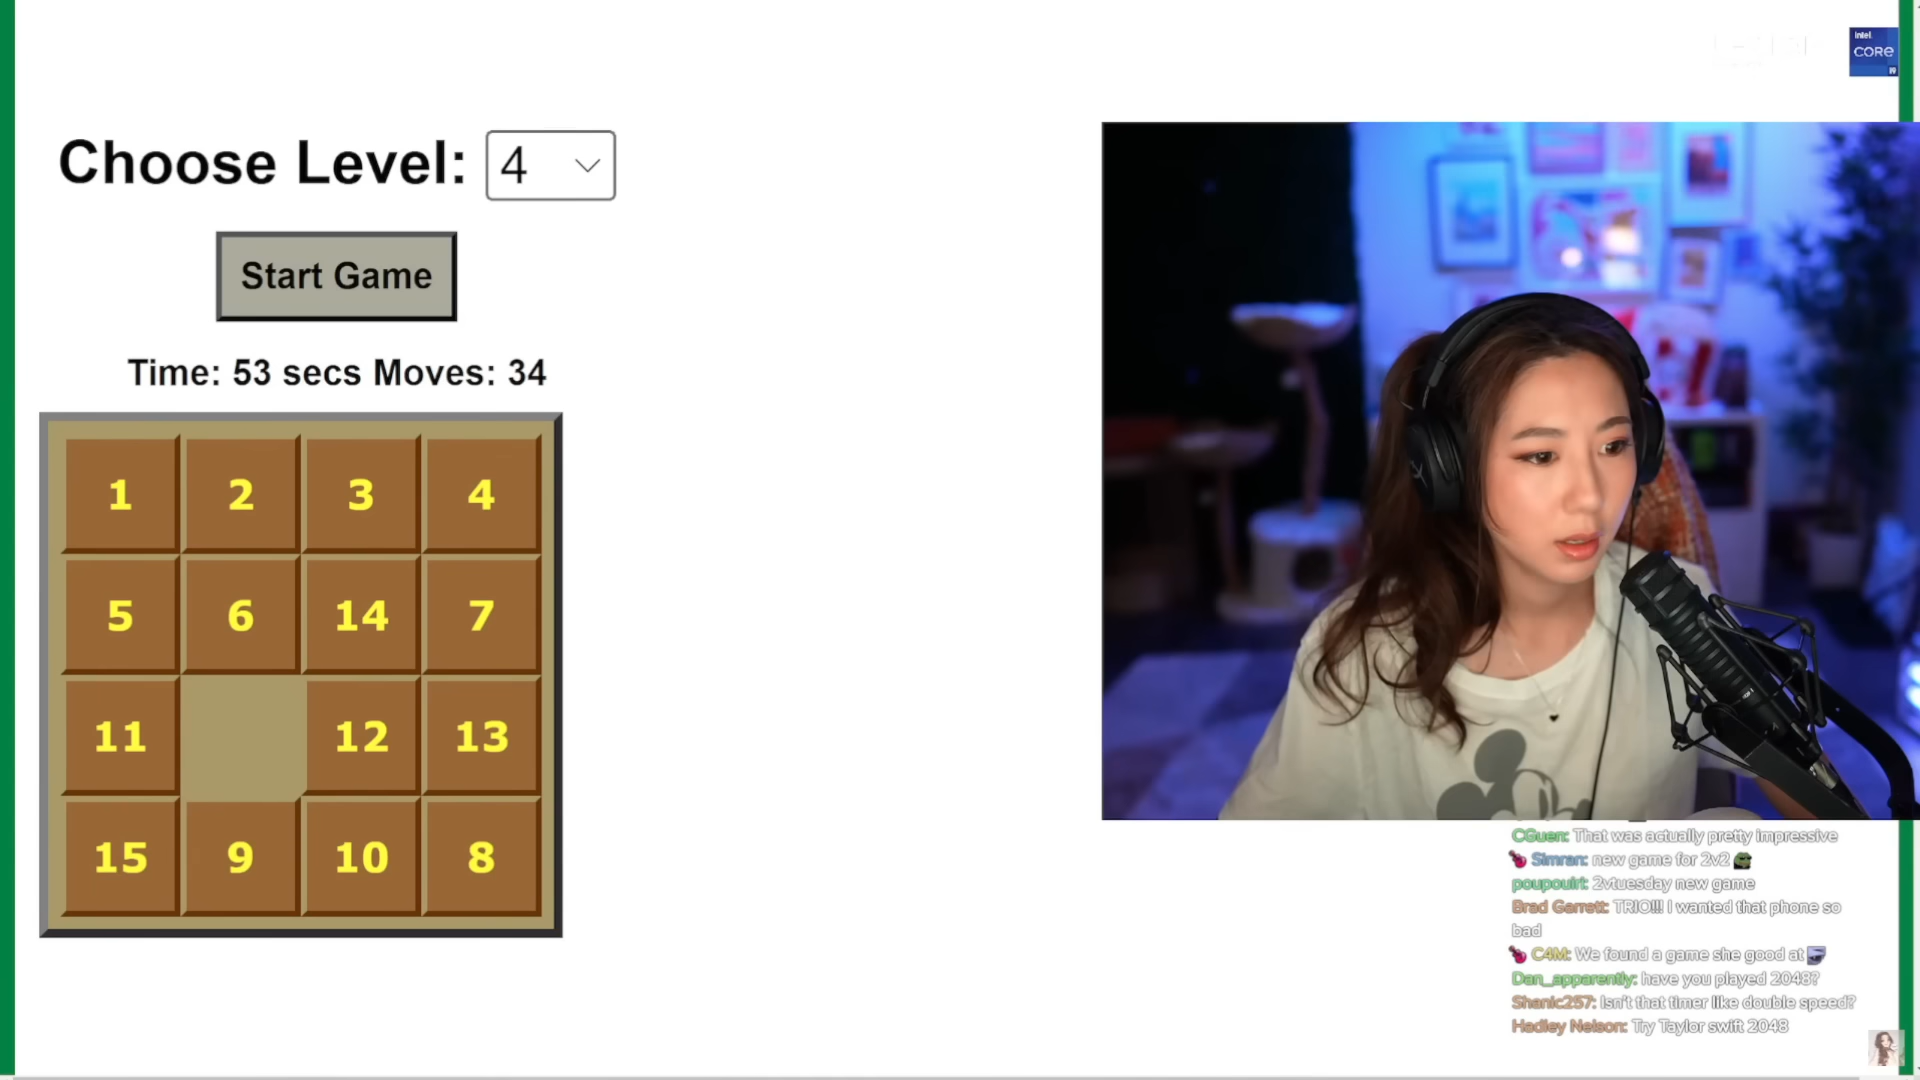 intel.
CORE
i9
Choose Level: 4
Start Game
Time: 53 secs Moves: 34
1 2 3 4
5 6 14 7
11 12 13
15 9 10 8
CGuen: That was actually pretty impressive
Simran: new game for 2v2
poupouirl: 2vtuesday new game
Brad Garrett: TRIO!!! I wanted that phone so
bad
C4M: We found a game she good at
Dan_apparently: have you played 2048?
Shanic257: Isn't that timer like double speed?
Hadley Nelson: Try Taylor swift 2048